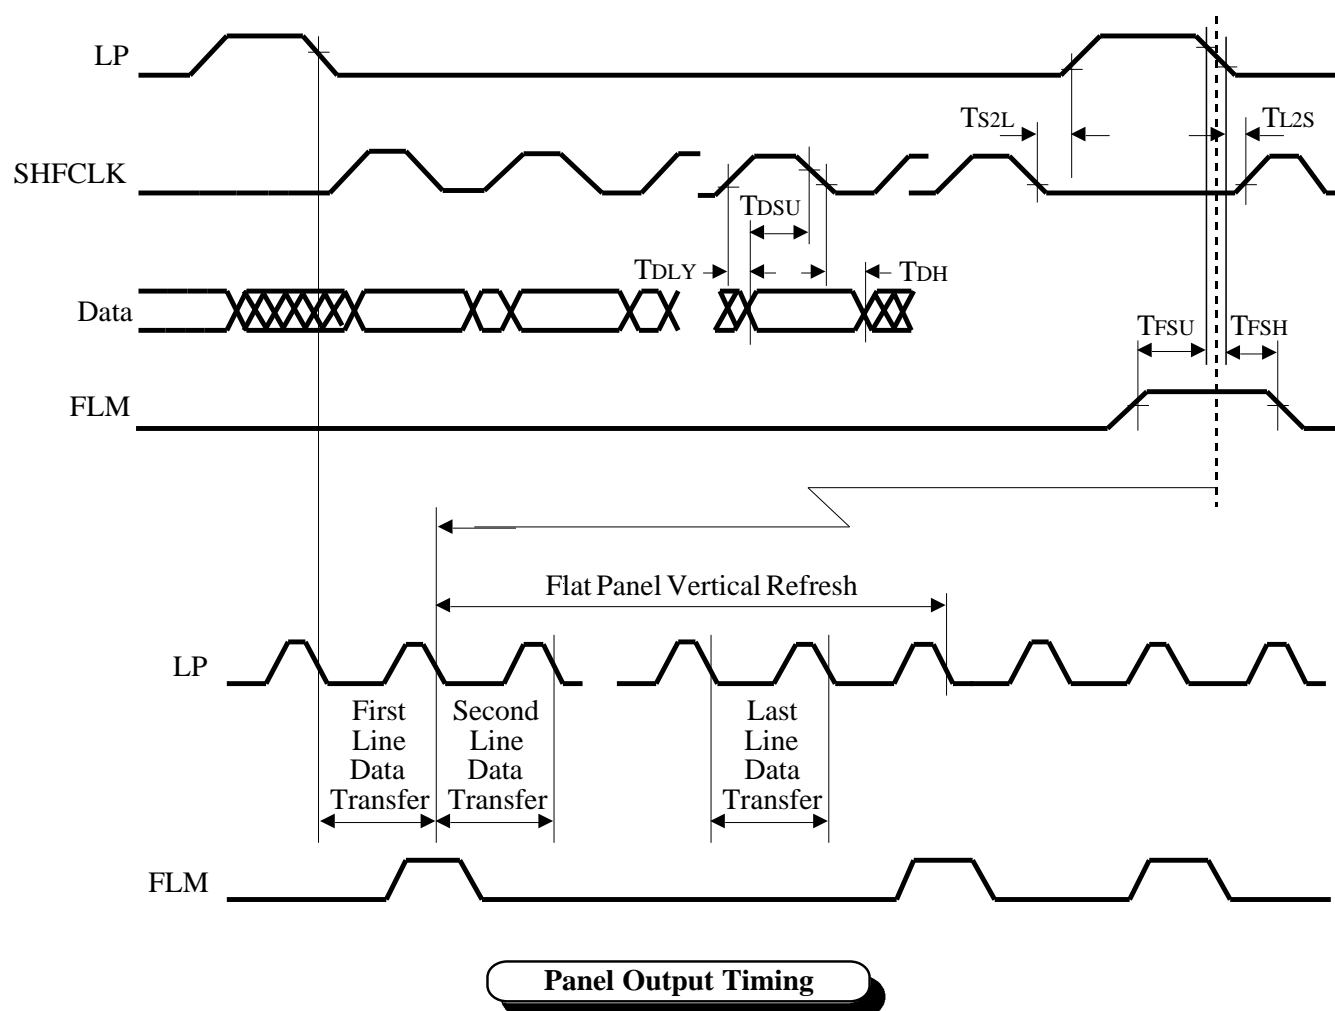 LP
TS2L
TL2S
SHFCLK
TDSU
TDLY
TDH
Data
TFSU
TFSH
FLM
Flat Panel Vertical Refresh
LP
First
Line
Data
Transfer
Second
Line
Data
Transfer
Last
Line
Data
Transfer
FLM
Panel Output Timing